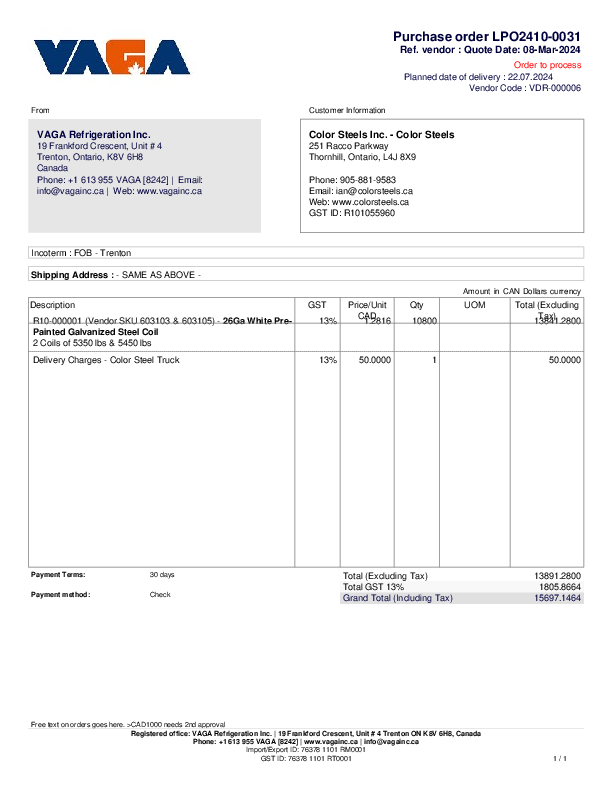 VAGA
Purchase order LPO2410-0031
Ref. vendor : Quote Date: 08-Mar-2024
Order to process
Planned date of delivery : 22.07.2024
Vendor Code : VDR-000006
From
Customer Information
VAGA Refrigeration Inc.
19 Frankford Crescent, Unit # 4
Trenton, Ontario, K8V 6H8
Canada
Phone: +1 613 955 VAGA [8242] | Email:
info@vagainc.ca | Web: www.vagainc.ca
Color Steels Inc. - Color Steels
251 Racco Parkway
Thornhill, Ontario, L4J 8X9
Phone: 905-881-9583
Email: ian@colorsteels.ca
Web: www.colorsteels.ca
GST ID: R101055960
Incoterm : FOB - Trenton
Shipping Address : - SAME AS ABOVE -
Amount in CAN Dollars currency
Description GST Price/Unit CAD Qty UOM Total (Excluding Tax)
R10-000001 (Vendor SKU 603103 & 603105) - 26Ga White Pre- 13% 1.2816 10800 13841.2800
Painted Galvanized Steel Coil
2 Coils of 5350 lbs & 5450 lbs
Delivery Charges - Color Steel Truck 13% 50.0000 1 50.0000
Payment Terms: 30 days
Payment method: Check
Total (Excluding Tax) 13891.2800
Total GST 13% 1805.8664
Grand Total (Including Tax) 15697.1464
Free text on orders goes here. >CAD1000 needs 2nd approval
Registered office: VAGA Refrigeration Inc. | 19 Frankford Crescent, Unit # 4 Trenton ON K8V 6H8, Canada
Phone: +1 613 955 VAGA [8242] | www.vagainc.ca | info@vagainc.ca
Import/Export ID: 76378 1101 RM0001
GST ID: 76378 1101 RT0001
1 / 1